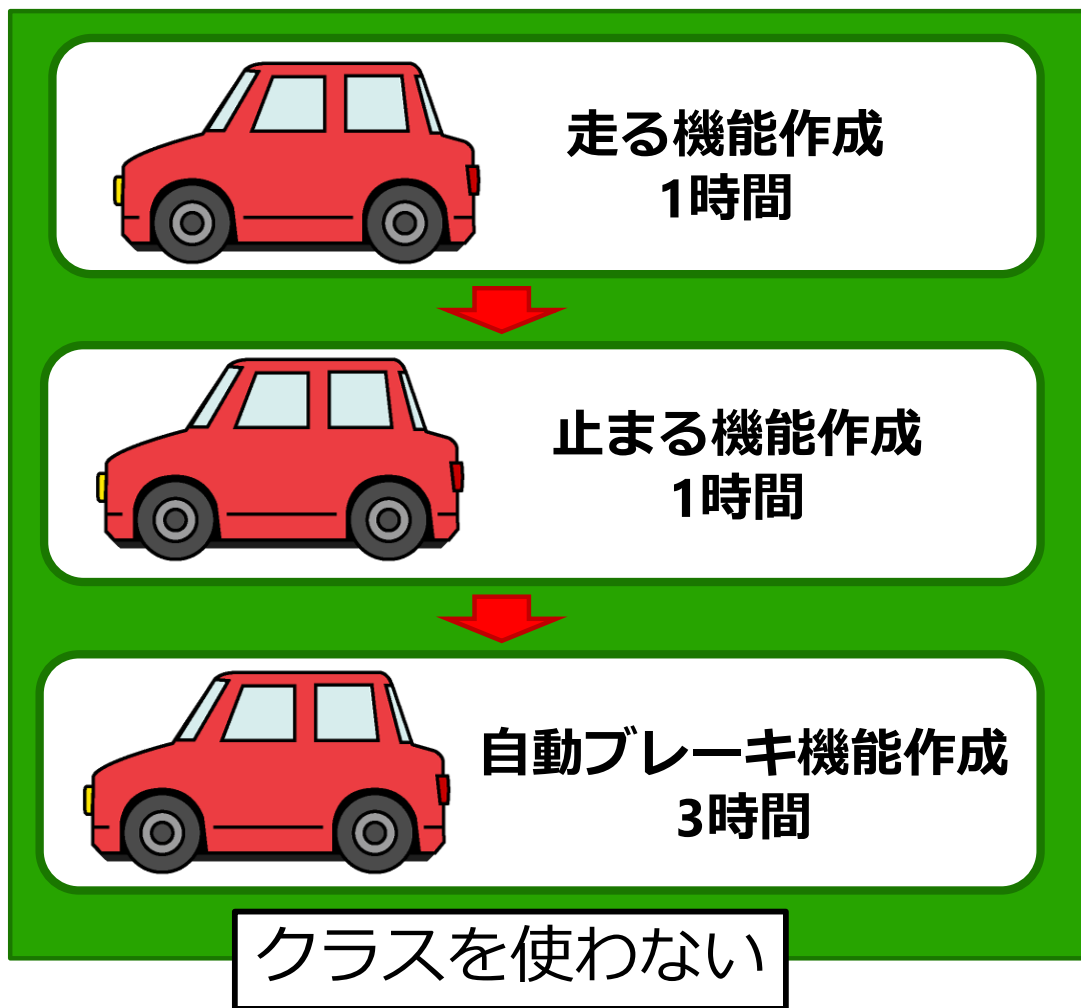 走る機能作成
1時間
止まる機能作成
1時間
自動ブレーキ機能作成
3時間
クラスを使わない